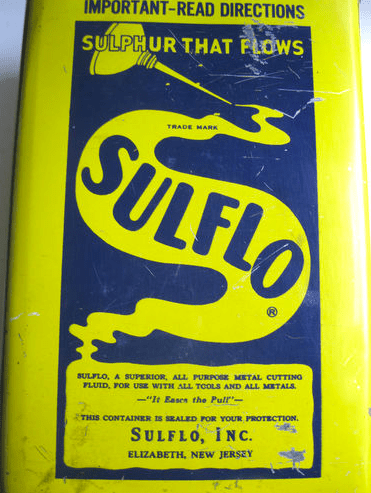 IMPORTANT-READ DIRECTIONS
SULPHUR THAT FLOWS
TRADE MARK
SULFLO
®
SULFLO, A SUPERIOR, ALL PURPOSE METAL CUTTING
FLUID, FOR USE WITH ALL TOOLS AND ALL METALS.
—"It Eases the Pull"—
THIS CONTAINER IS SEALED FOR YOUR PROTECTION.
SULFLO, INC.
ELIZABETH, NEW JERSEY